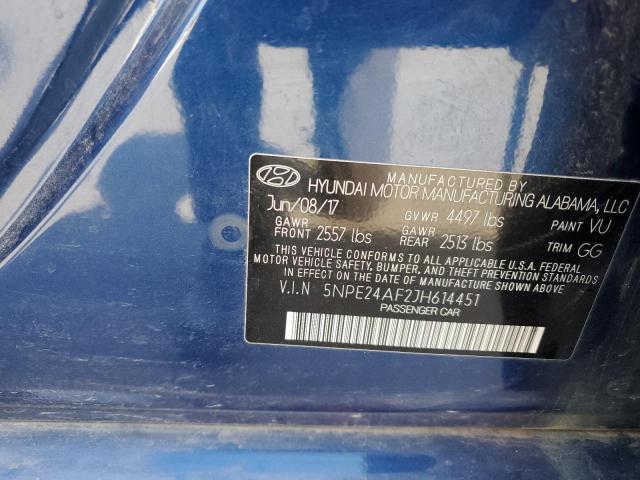 MANUFACTURED BY
HYUNDAI MOTOR MANUFACTURING ALABAMA, LLC
Jun/08/17 GVWR 4497 lbs PAINT VU
GAWR FRONT 2557 lbs GAWR REAR 2513 lbs TRIM GG
THIS VEHICLE CONFORMS TO ALL APPLICABLE U.S.A. FEDERAL
MOTOR VEHICLE SAFETY, BUMPER, AND THEFT PREVENTION STANDARDS
IN EFFECT ON THE DATE OF MANUFACTURE SHOWN ABOVE.
V.I.N 5NPE24AF2JH614451
PASSENGER CAR